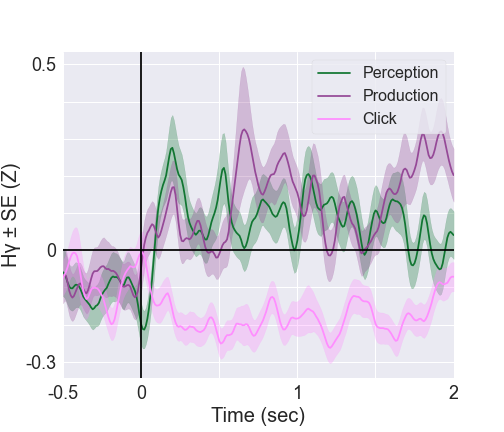 0.5
Perception
Production
Click
Hγ ± SE (Z)
0
-0.3
-0.5 0 1 2
Time (sec)